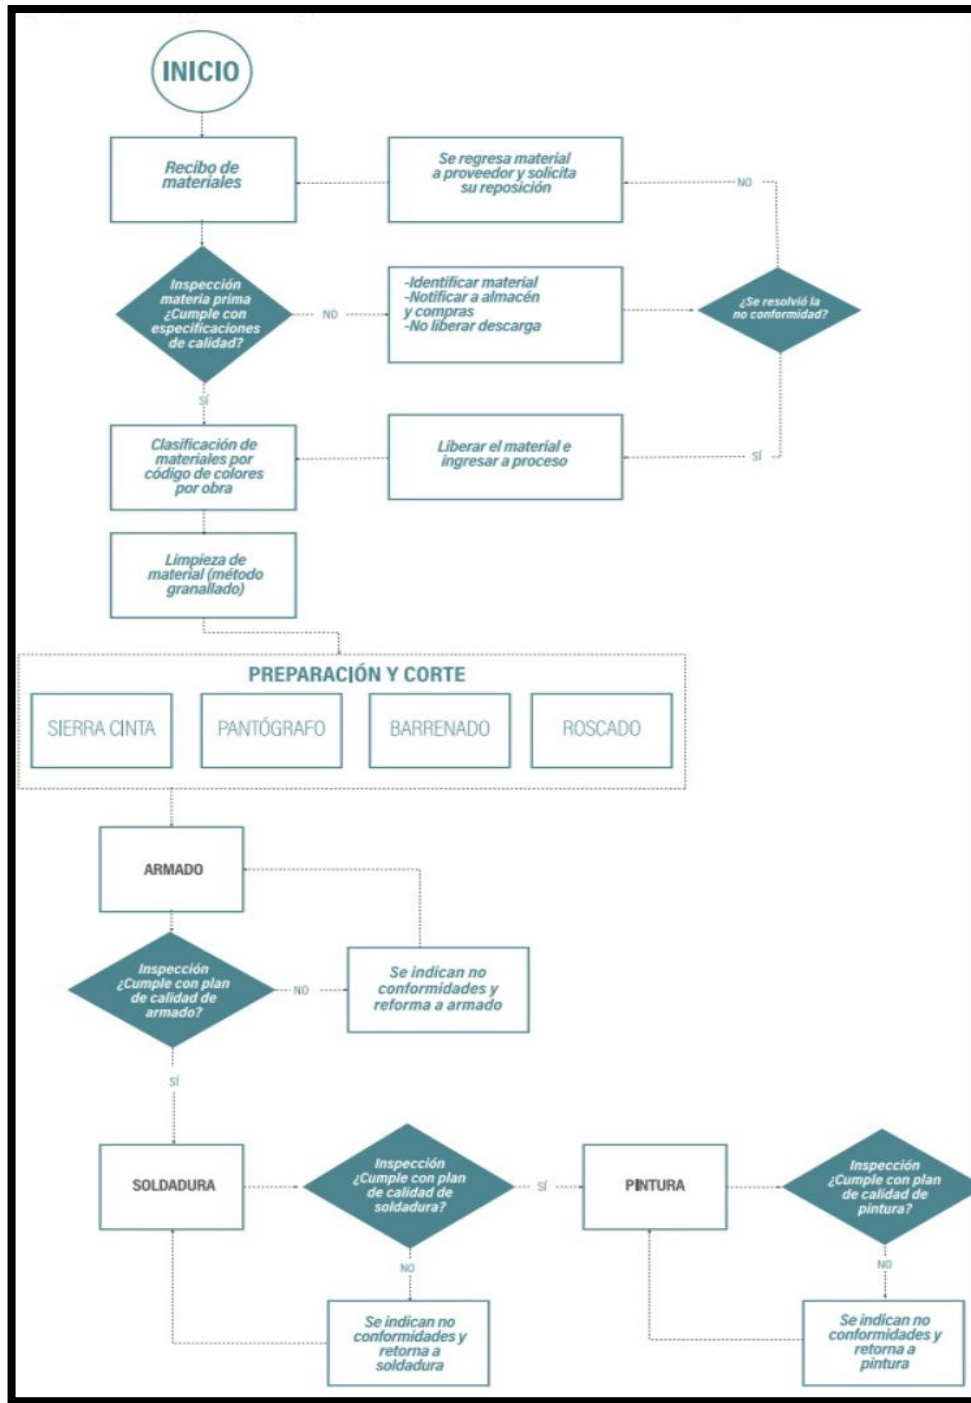 INICIO
Recibo de
materiales
Se regresa material
a proveedor y solicita
su reposición
NO
Inspección
materia prima
¿Cumple con
especificaciones
de calidad?
NO
-Identificar material
-Notificar a almacén
y compras
-No liberar descarga
¿Se resolvió la
no conformidad?
SÍ
Clasificación de
materiales por
código de colores
por obra
Liberar el material e
ingresar a proceso
SÍ
Limpieza de
material (método
granallado)
PREPARACIÓN Y CORTE
SIERRA CINTA
PANTÓGRAFO
BARRENADO
ROSCADO
ARMADO
Inspección
¿Cumple con plan
de calidad de
armado?
NO
Se indican no
conformidades y
reforma a armado
SÍ
SOLDADURA
Inspección
¿Cumple con plan
de calidad de
soldadura?
SÍ
PINTURA
Inspección
¿Cumple con plan
de calidad de
pintura?
NO
NO
Se indican no
conformidades y
retorna a
soldadura
Se indican no
conformidades y
retorna a
pintura